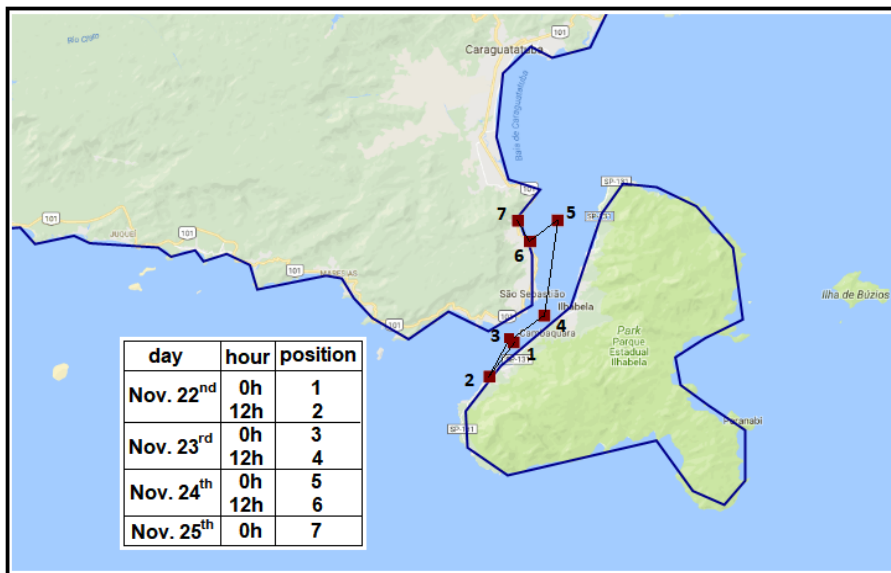 Rio Claro
101
Caraguatatuba
Baia de Caraguatatuba
101
SP-131
7
5
101
6
JUQUEÍ
101
MARESIAS
São Sebastião
Ilhabela
Ilha de Búzios
101
4
3
Camboaquara
1
Park
Parque
Estadual
Ilhabela
SP-131
2
SP-131
day hour position
Nov. 22nd 0h 1
12h 2
Nov. 23rd 0h 3
12h 4
Nov. 24th 0h 5
12h 6
Nov. 25th 0h 7